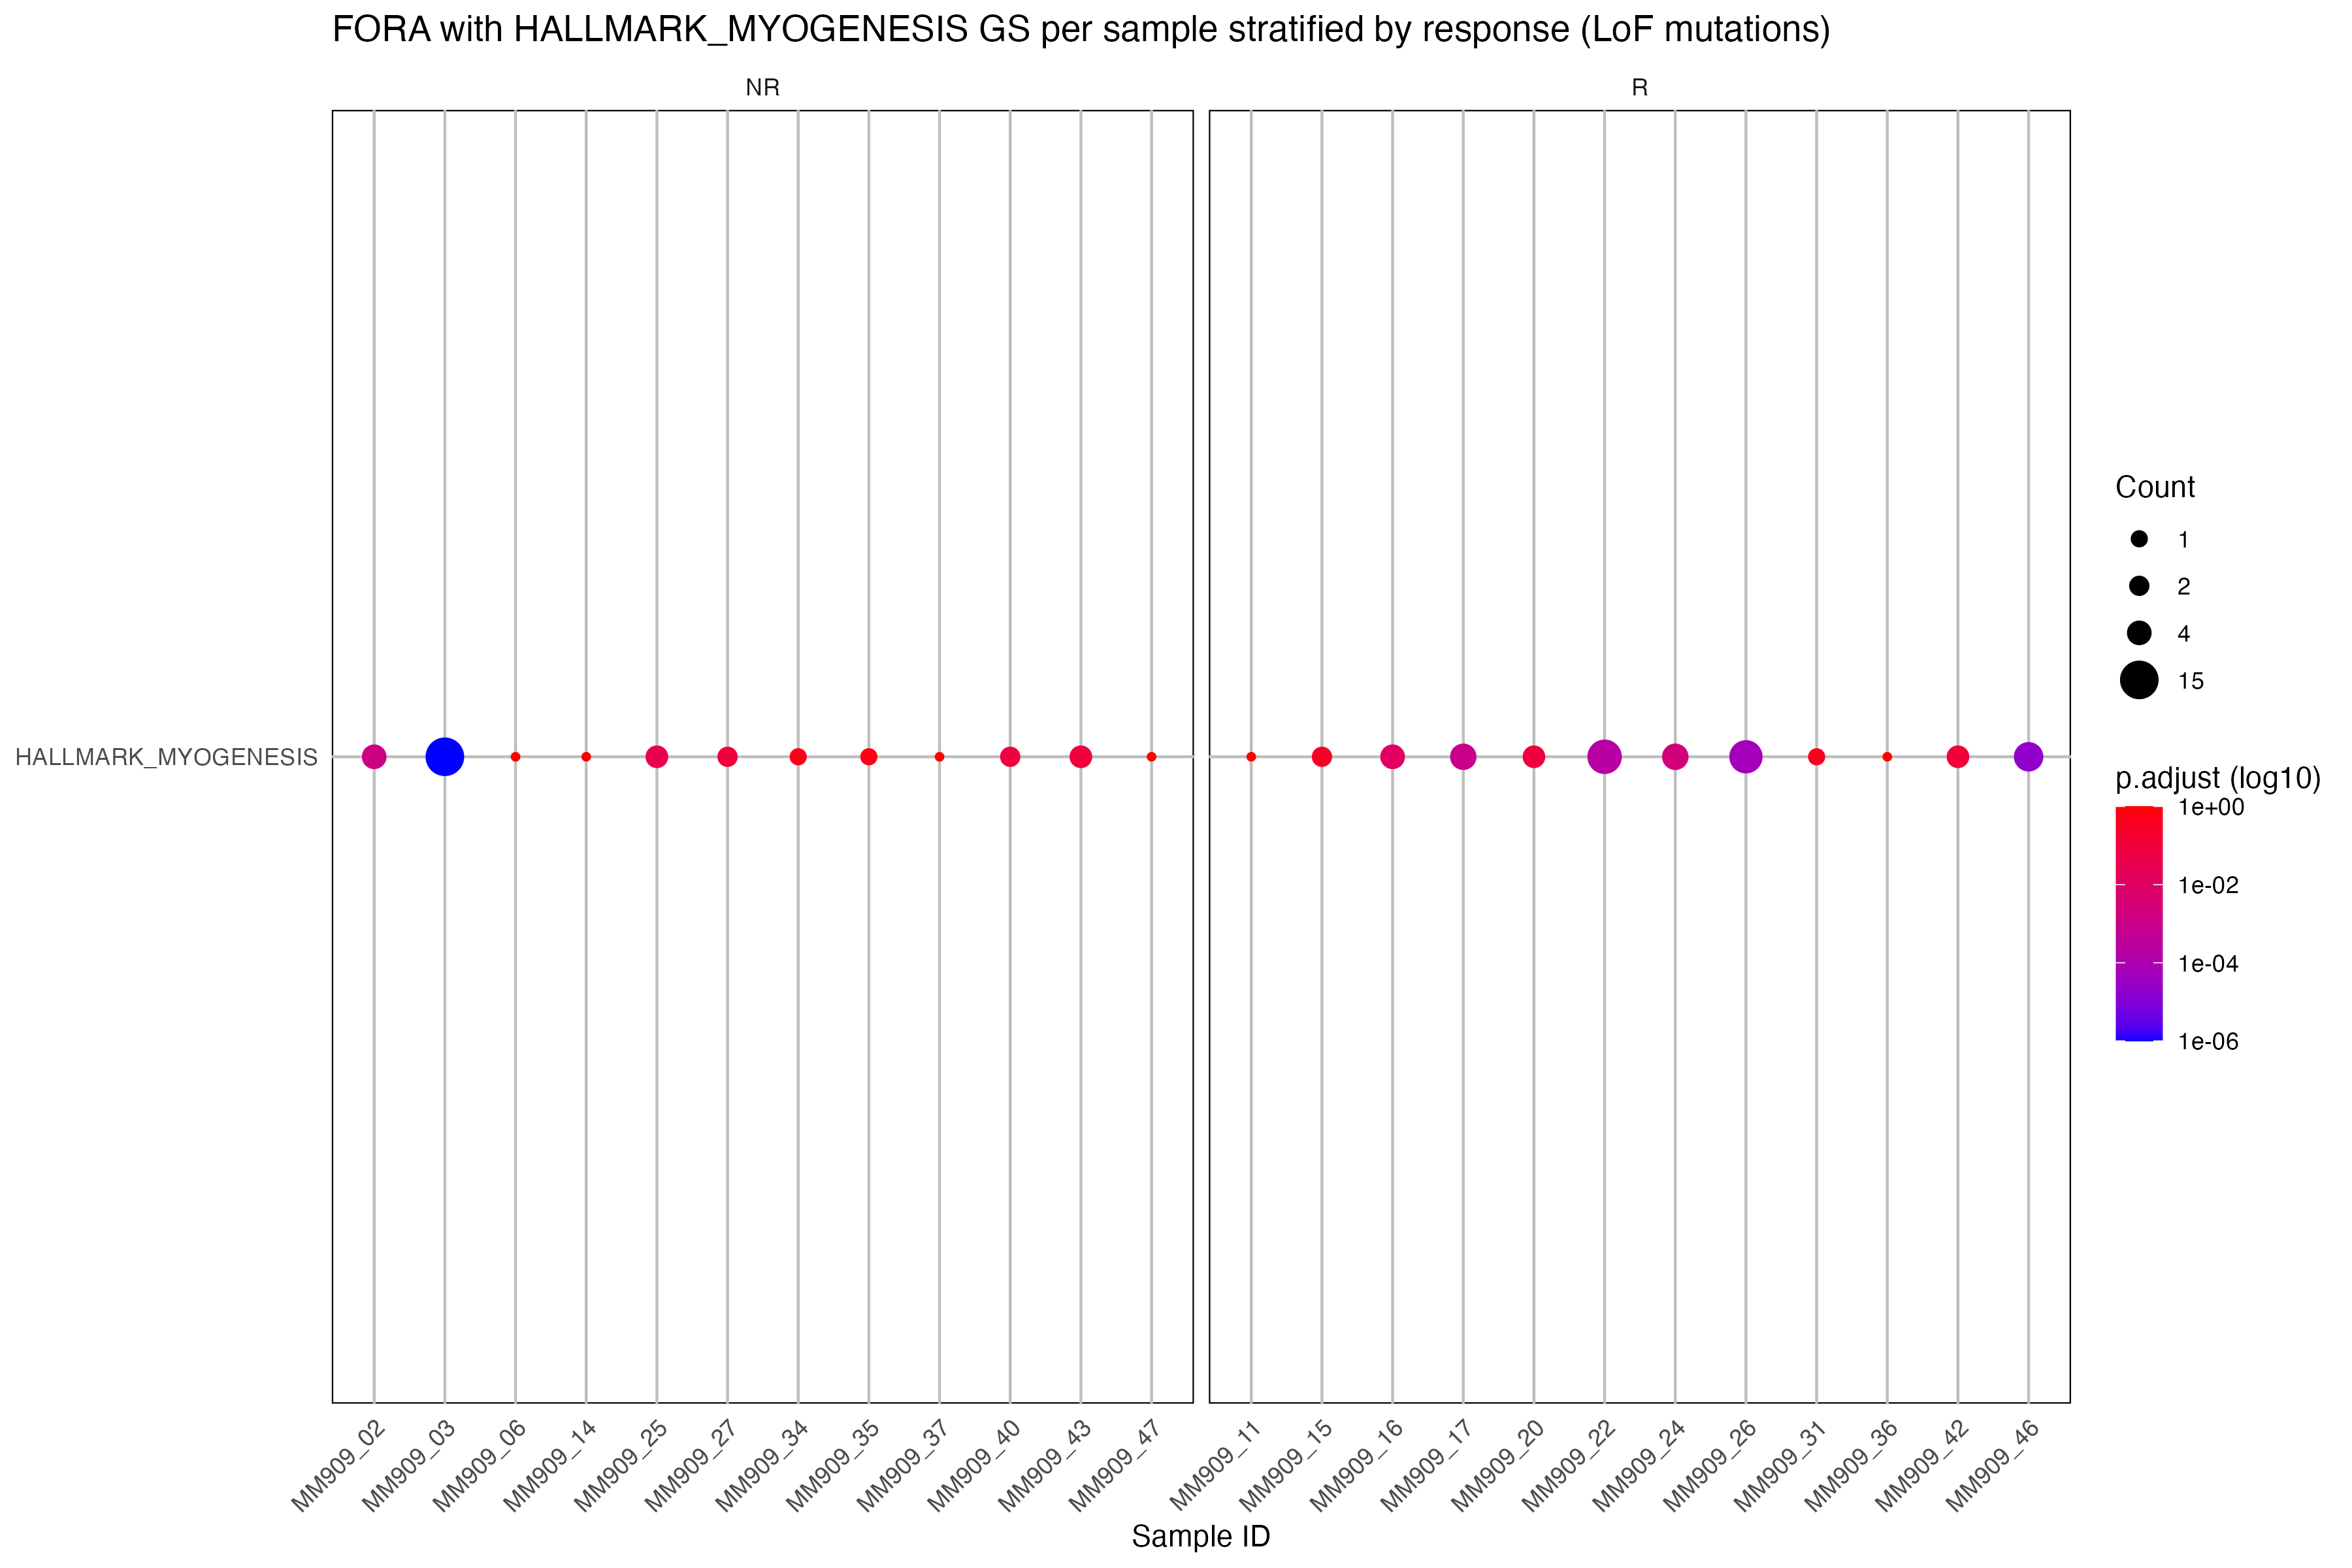 FORA with HALLMARK_MYOGENESIS GS per sample stratified by response (LoF mutations)
NR
R
HALLMARK_MYOGENESIS
MM909_02
MM909_03
MM909_06
MM909_14
MM909_25
MM909_27
MM909_34
MM909_35
MM909_37
MM909_40
MM909_43
MM909_47
MM909_11
MM909_15
MM909_16
MM909_17
MM909_20
MM909_22
MM909_24
MM909_26
MM909_31
MM909_36
MM909_42
MM909_46
Sample ID
Count
1
2
4
15
p.adjust (log10)
1e+00
1e-02
1e-04
1e-06